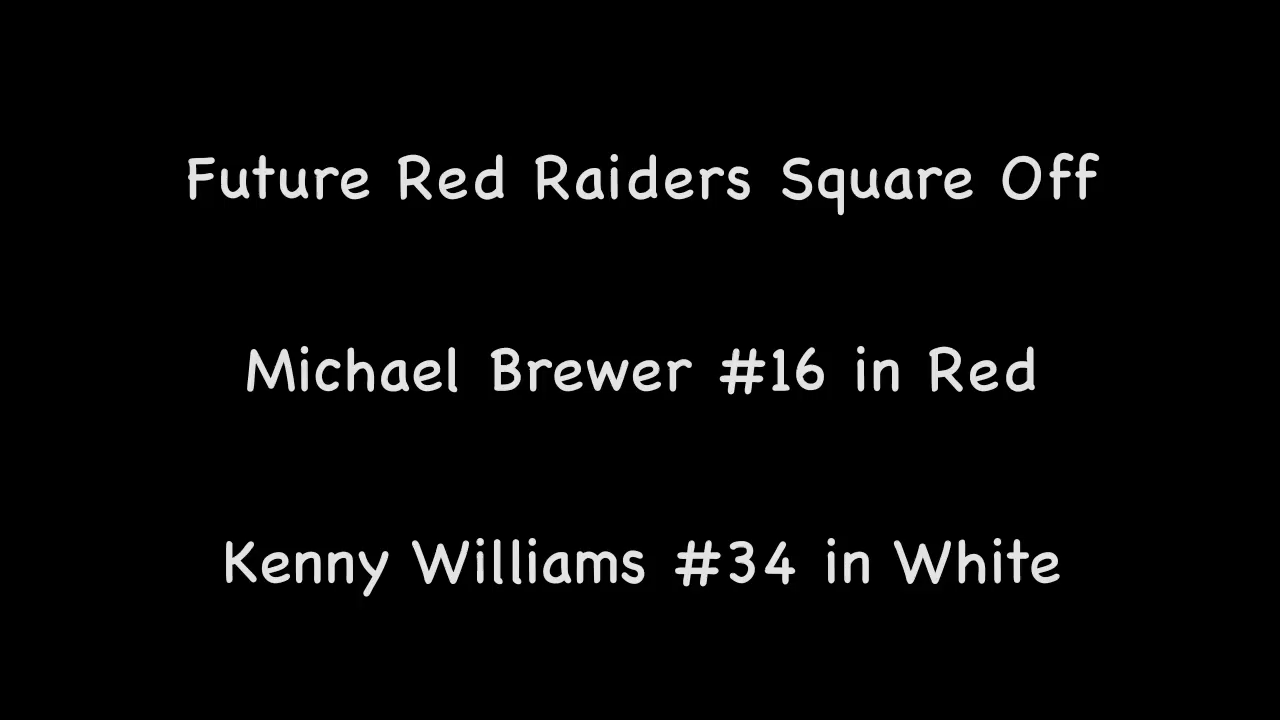 Future Red Raiders Square Off
Michael Brewer #16 in Red
Kenny Williams #34 in White